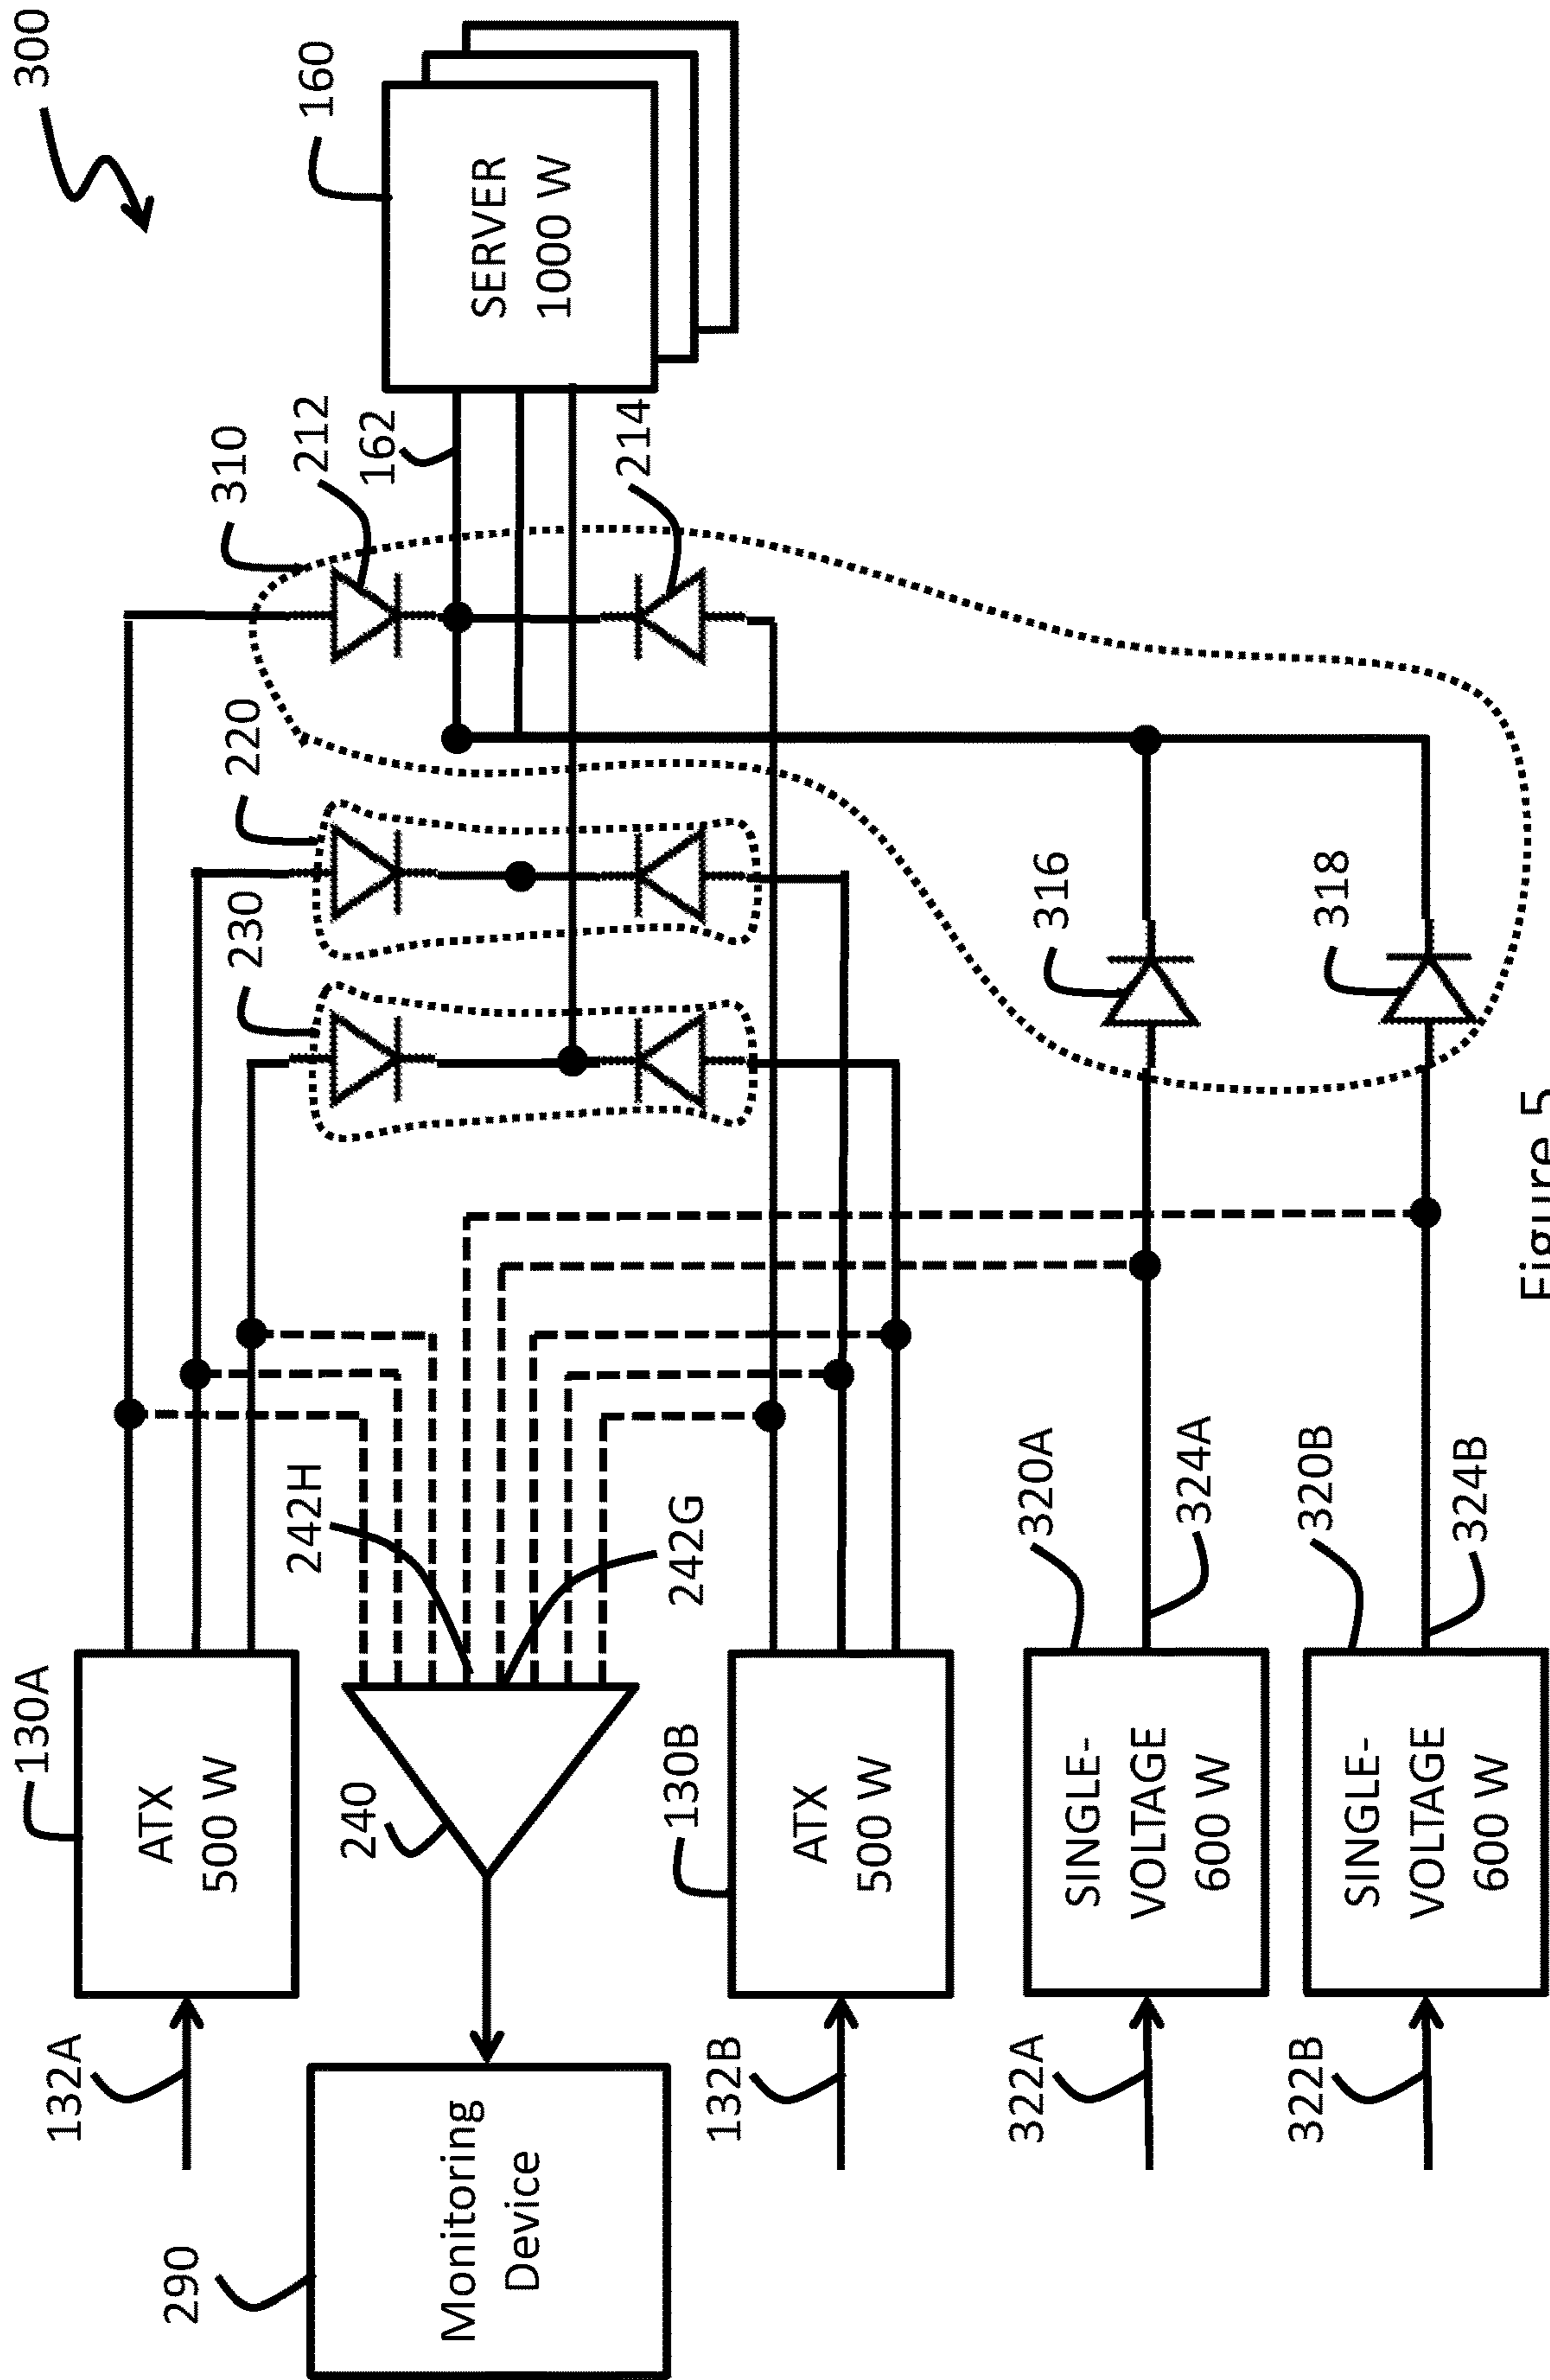 300
130A
ATX
500 W
132A
310
212
162
160
SERVER
1000 W
220
230
214
242H
242G
240
290
Monitoring
Device
130B
ATX
500 W
132B
316
318
320A
SINGLE-
VOLTAGE
600 W
322A
324A
320B
SINGLE-
VOLTAGE
600 W
322B
324B
Figure 5